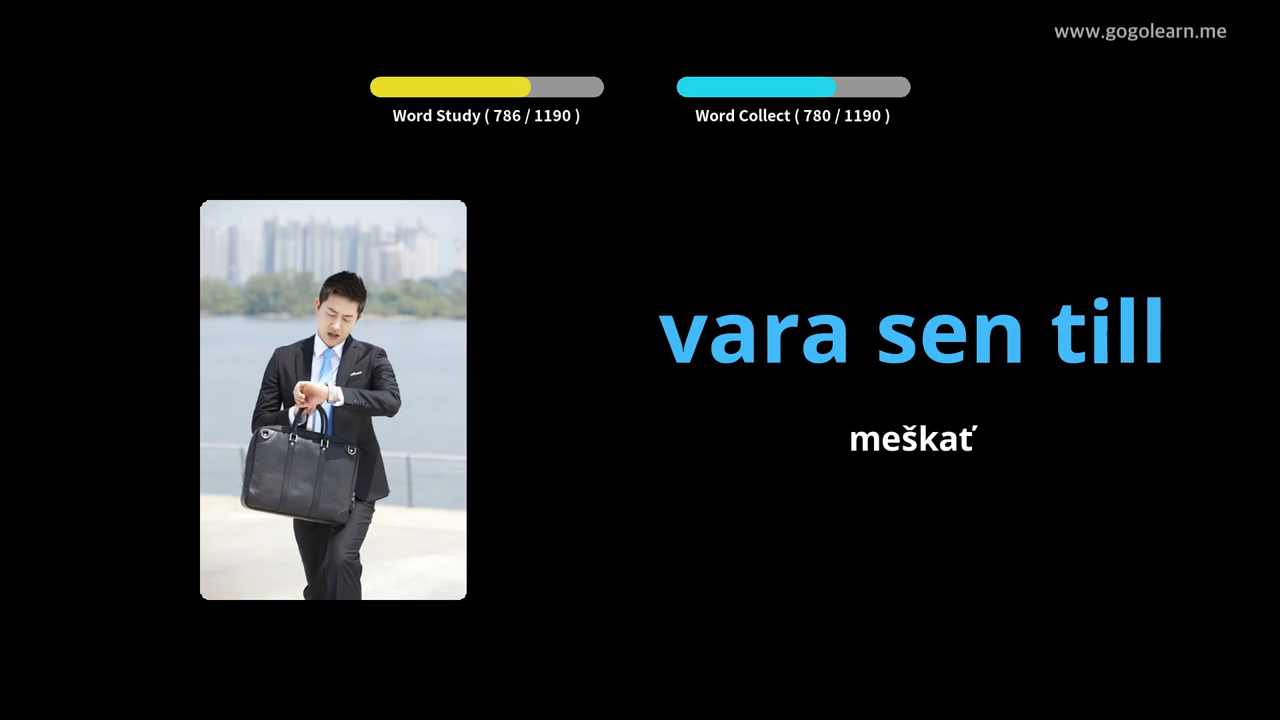 www.gogolearn.me
Word Study ( 786 / 1190 )
Word Collect ( 780 / 1190 )
vara sen till
meškať